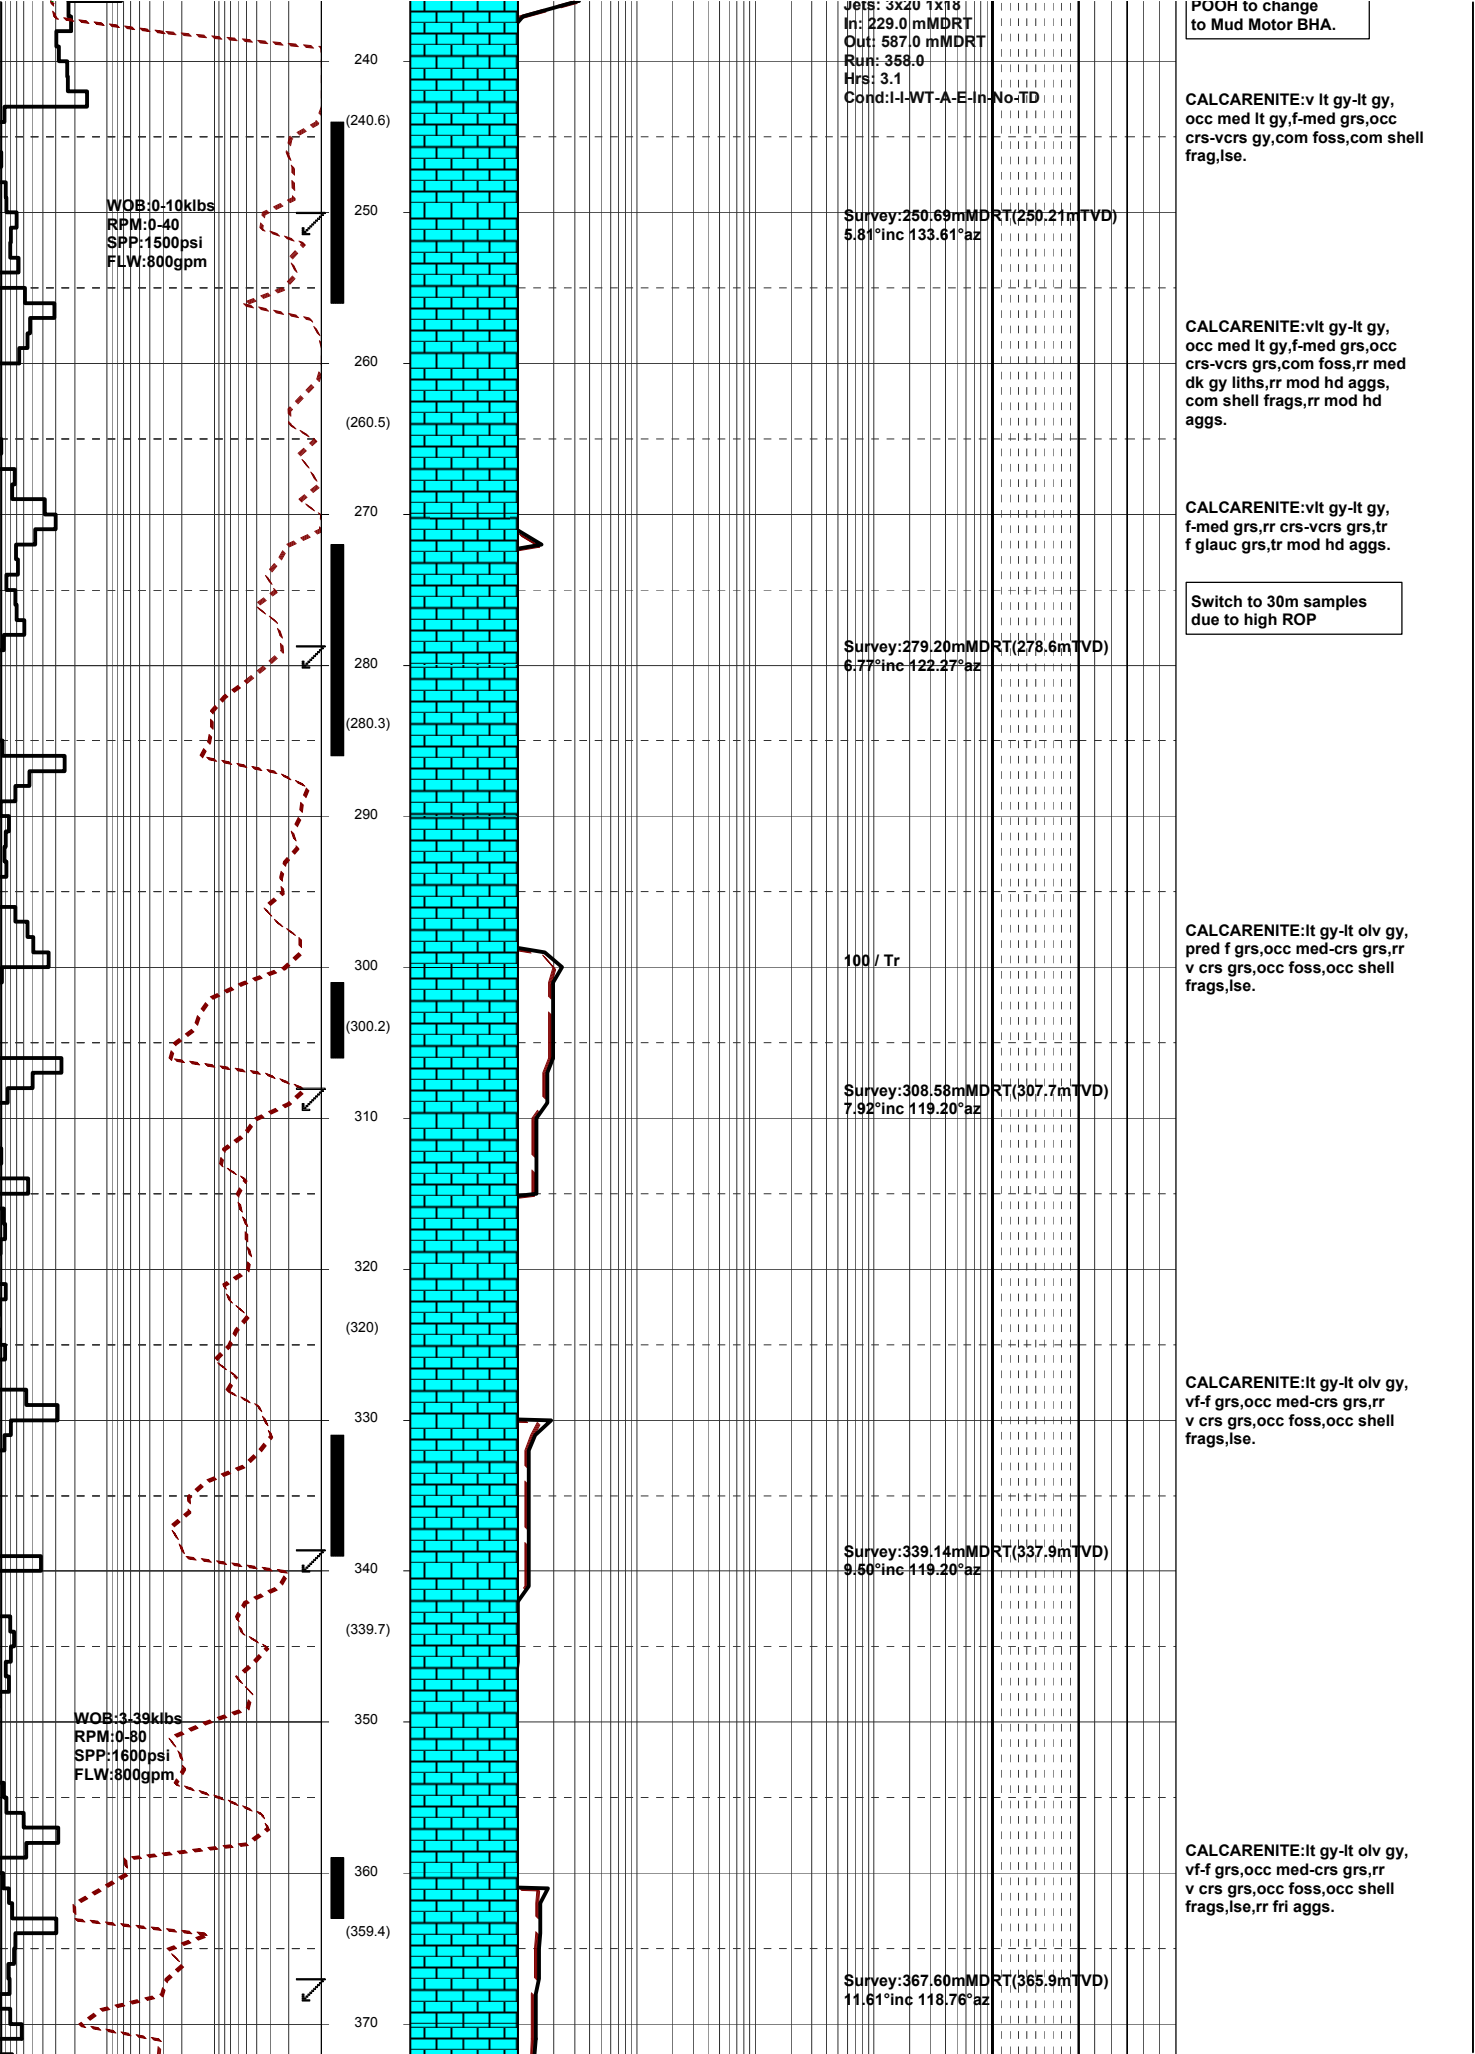 Jets: 3x20 1x18
In: 229.0 mMDRT
Out: 587.0 mMDRT
Run: 358.0
Hrs: 3.1
Cond:I-I-WT-A-E-In-No-TD
POOH to change
to Mud Motor BHA.
240
CALCARENITE:v lt gy-lt gy,
occ med lt gy,f-med grs,occ
crs-vcrs gy,com foss,com shell
frag,lse.
(240.6)
WOB:0-10klbs
RPM:0-40
SPP:1500psi
FLW:800gpm
250
Survey:250.69mMDRT(250.21mTVD)
5.81°inc 133.61°az
CALCARENITE:vlt gy-lt gy,
occ med lt gy,f-med grs,occ
crs-vcrs grs,com foss,rr med
dk gy liths,rr mod hd aggs,
com shell frags,rr mod hd
aggs.
260
(260.5)
270
CALCARENITE:vlt gy-lt gy,
f-med grs,rr crs-vcrs grs,tr
f glauc grs,tr mod hd aggs.
Switch to 30m samples
due to high ROP
Survey:279.20mMDRT(278.6mTVD)
6.77°inc 122.27°az
280
(280.3)
290
CALCARENITE:lt gy-lt olv gy,
pred f grs,occ med-crs grs,rr
v crs grs,occ foss,occ shell
frags,lse.
100 / Tr
300
(300.2)
Survey:308.58mMDRT(307.7mTVD)
7.92°inc 119.20°az
310
320
(320)
CALCARENITE:lt gy-lt olv gy,
vf-f grs,occ med-crs grs,rr
v crs grs,occ foss,occ shell
frags,lse.
330
Survey:339.14mMDRT(337.9mTVD)
9.50°inc 119.20°az
340
(339.7)
WOB:3-39klbs
RPM:0-80
SPP:1600psi
FLW:800gpm
350
CALCARENITE:lt gy-lt olv gy,
vf-f grs,occ med-crs grs,rr
v crs grs,occ foss,occ shell
frags,lse,rr fri aggs.
360
(359.4)
Survey:367.60mMDRT(365.9mTVD)
11.61°inc 118.76°az
370